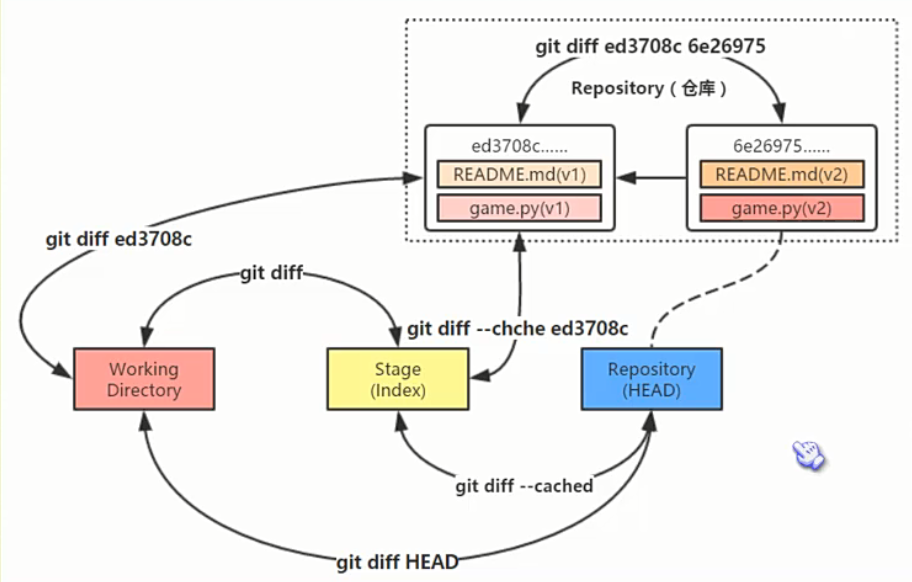 git diff ed3708c 6e26975
Repository ( 仓库 )
ed3708c......
README.md(v1)
game.py(v1)
6e26975......
README.md(v2)
game.py(v2)
git diff ed3708c
git diff
git diff --chche ed3708c
Working
Directory
Stage
(Index)
Repository
(HEAD)
git diff --cached
git diff HEAD